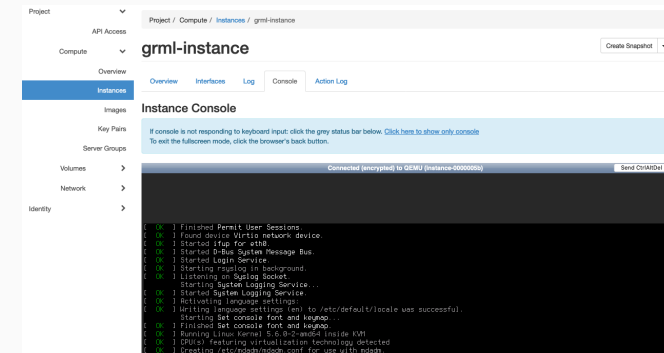 Project
API Access
Compute
Overview
Instances
Images
Key Pairs
Server Groups
Volumes
Network
Identity
Project / Compute / Instances / grml-instance
grml-instance
Create Snapshot
Overview Interfaces Log Console Action Log
Instance Console
If console is not responding to keyboard input: click the grey status bar below. Click here to show only console
To exit the fullscreen mode, click the browser's back button.
Connected (encrypted) to QEMU (instance-0000005b) Send CtrlAltDel
[ OK ] Finished Permit User Sessions.
[ OK ] Found device Virtio network device.
[ OK ] Started ifup for eth0.
[ OK ] Started D-Bus System Message Bus.
[ OK ] Started Login Service.
[ OK ] Starting rsyslog in background.
[ OK ] Listening on Syslog Socket.
Starting System Logging Service...
[ OK ] Started System Logging Service.
[ OK ] Activating language settings:
[ OK ] Writing language settings (en) to /etc/default/locale was successful.
Starting Set console font and keymap...
[ OK ] Finished Set console font and keymap.
[ OK ] Running Linux Kernel 5.6.0-2-amd64 inside KVM
[ OK ] CPU(s) featuring virtualization technology detected
[ OK ] Creating /etc/mdadm/mdadm.conf for use with mdadm.